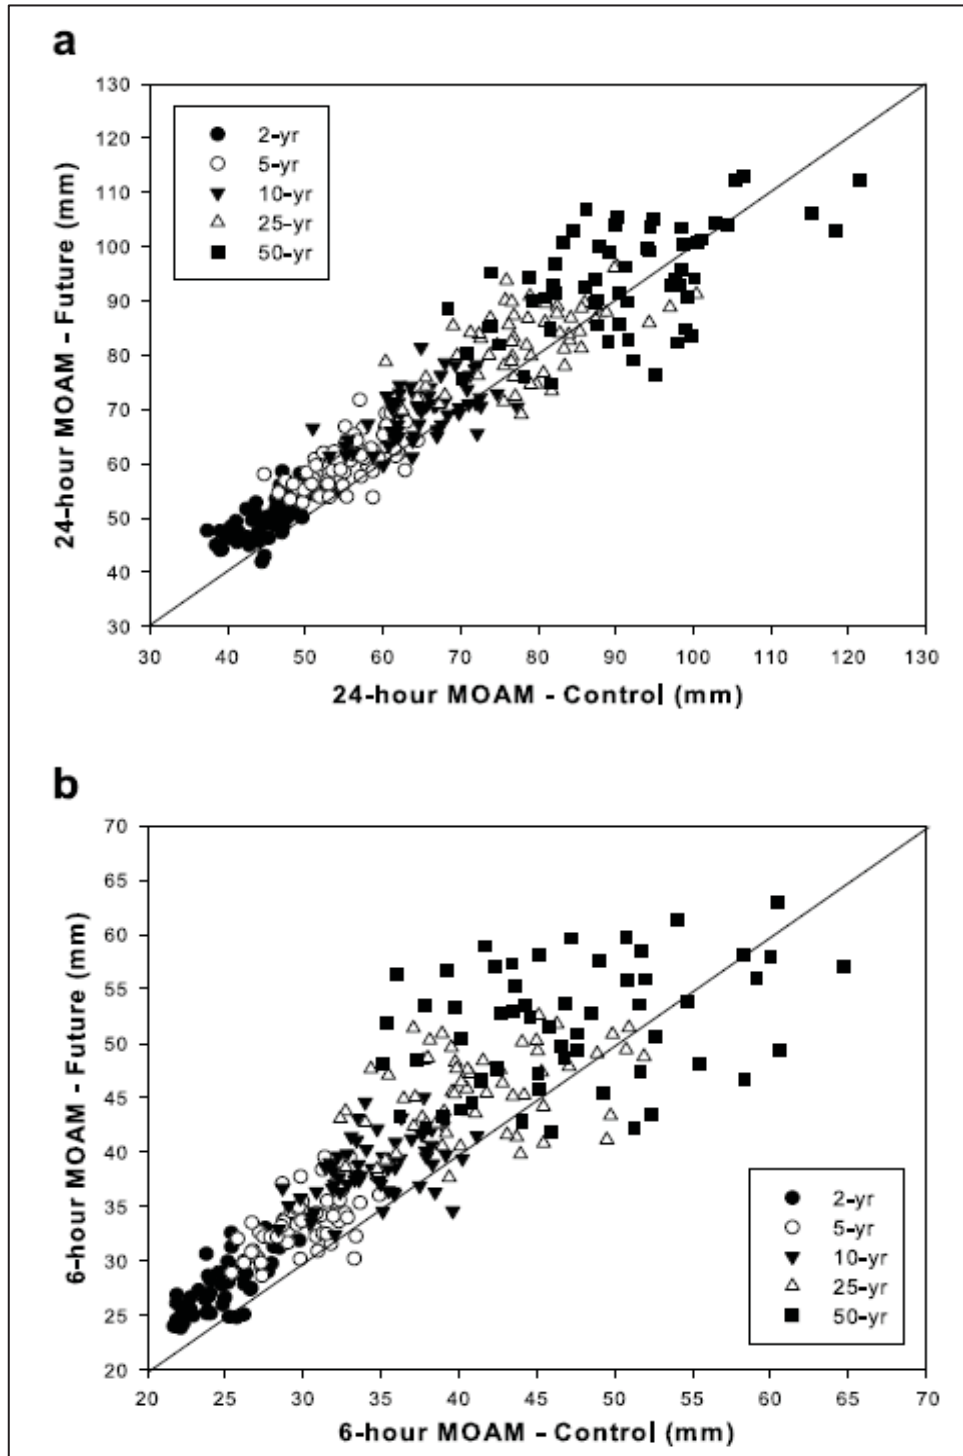 a
24-hour MOAM - Future (mm)
130
120
110
100
90
80
70
60
50
40
30
2-yr
5-yr
10-yr
25-yr
50-yr
30 40 50 60 70 80 90 100 110 120 130
24-hour MOAM - Control (mm)
b
6-hour MOAM - Future (mm)
70
65
60
55
50
45
40
35
30
25
20
2-yr
5-yr
10-yr
25-yr
50-yr
20 25 30 35 40 45 50 55 60 65 70
6-hour MOAM - Control (mm)